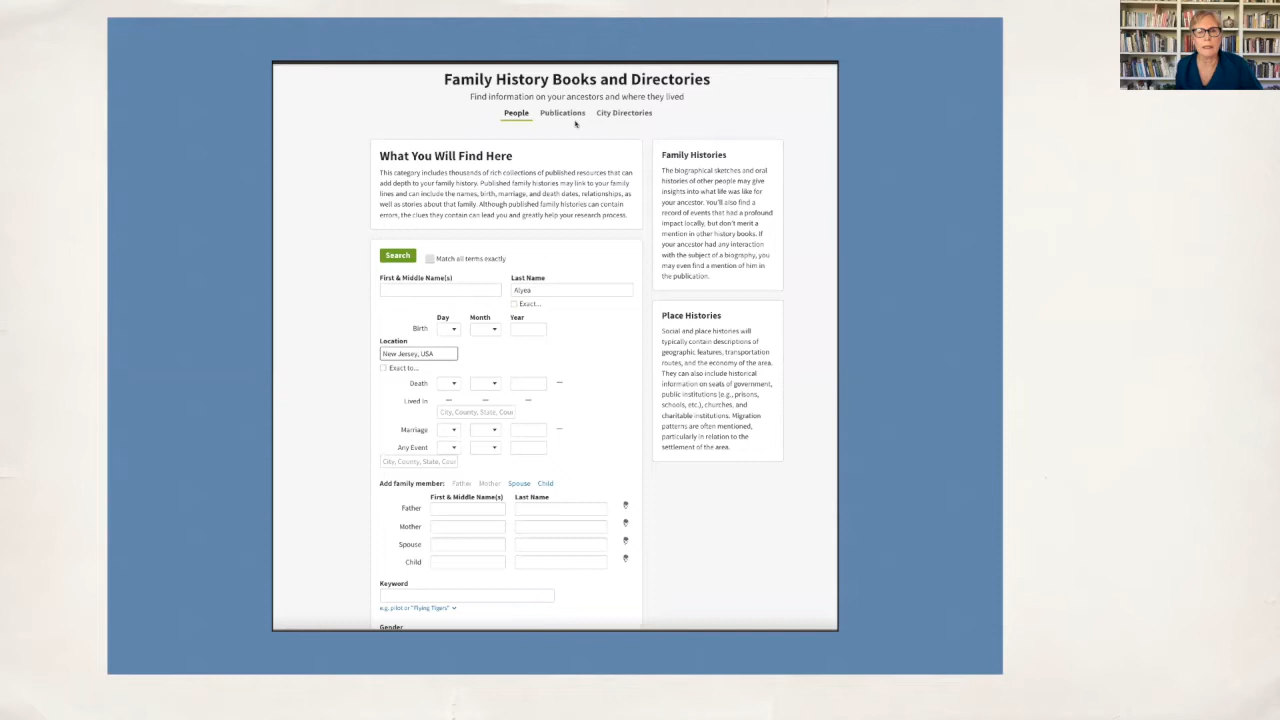 Family History Books and Directories
Find information on your ancestors and where they lived
People Publications City Directories
What You Will Find Here
This category includes thousands of rich collections of published resources that can
add depth to your family history. Published family histories may link to your family
lines and can include the names, birth, marriage, and death dates, relationships, as
well as stories about that family. Although published family histories can contain
errors, the clues they contain can lead you and greatly help your research process.
Search Match all terms exactly
First & Middle Name(s) Last Name
Alyea
Exact...
Day Month Year
Birth
Location
New Jersey, USA
Exact to...
Death
Lived In
City, County, State, Cour
Marriage
Any Event
City, County, State, Cour
Add family member: Father Mother Spouse Child
First & Middle Name(s) Last Name
Father
Mother
Spouse
Child
Keyword
e.g. pilot or "Flying Tigers"
Gender
Family Histories
The biographical sketches and oral
histories of other people may give
insights into what life was like for
your ancestor. You'll also find a
record of events that had a profound
impact locally, but don't merit a
mention in other history books. If
your ancestor had any interaction
with the subject of a biography, you
may even find a mention of him in
the publication.
Place Histories
Social and place histories will
typically contain descriptions of
geographic features, transportation
routes, and the economy of the area.
They can also include historical
information on seats of government,
public institutions (e.g., prisons,
schools, etc.), churches, and
charitable institutions. Migration
patterns are often mentioned,
particularly in relation to the
settlement of the area.